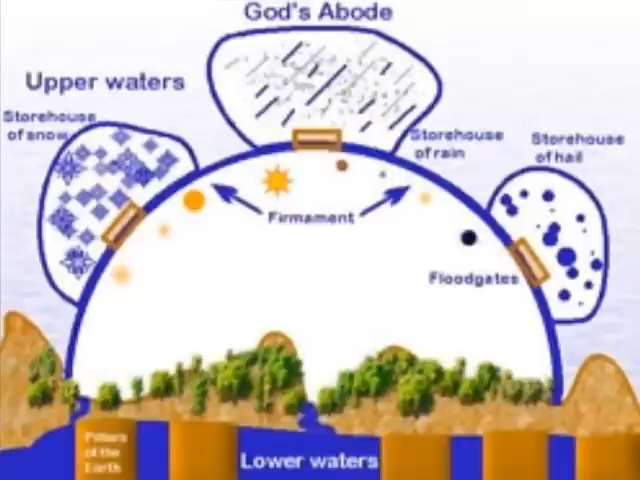 God's Abode
Upper waters
Storehouse
of snow
Storehouse
of rain
Storehouse
of hail
Firmament
Floodgates
Pillars
of the
Earth
Lower waters